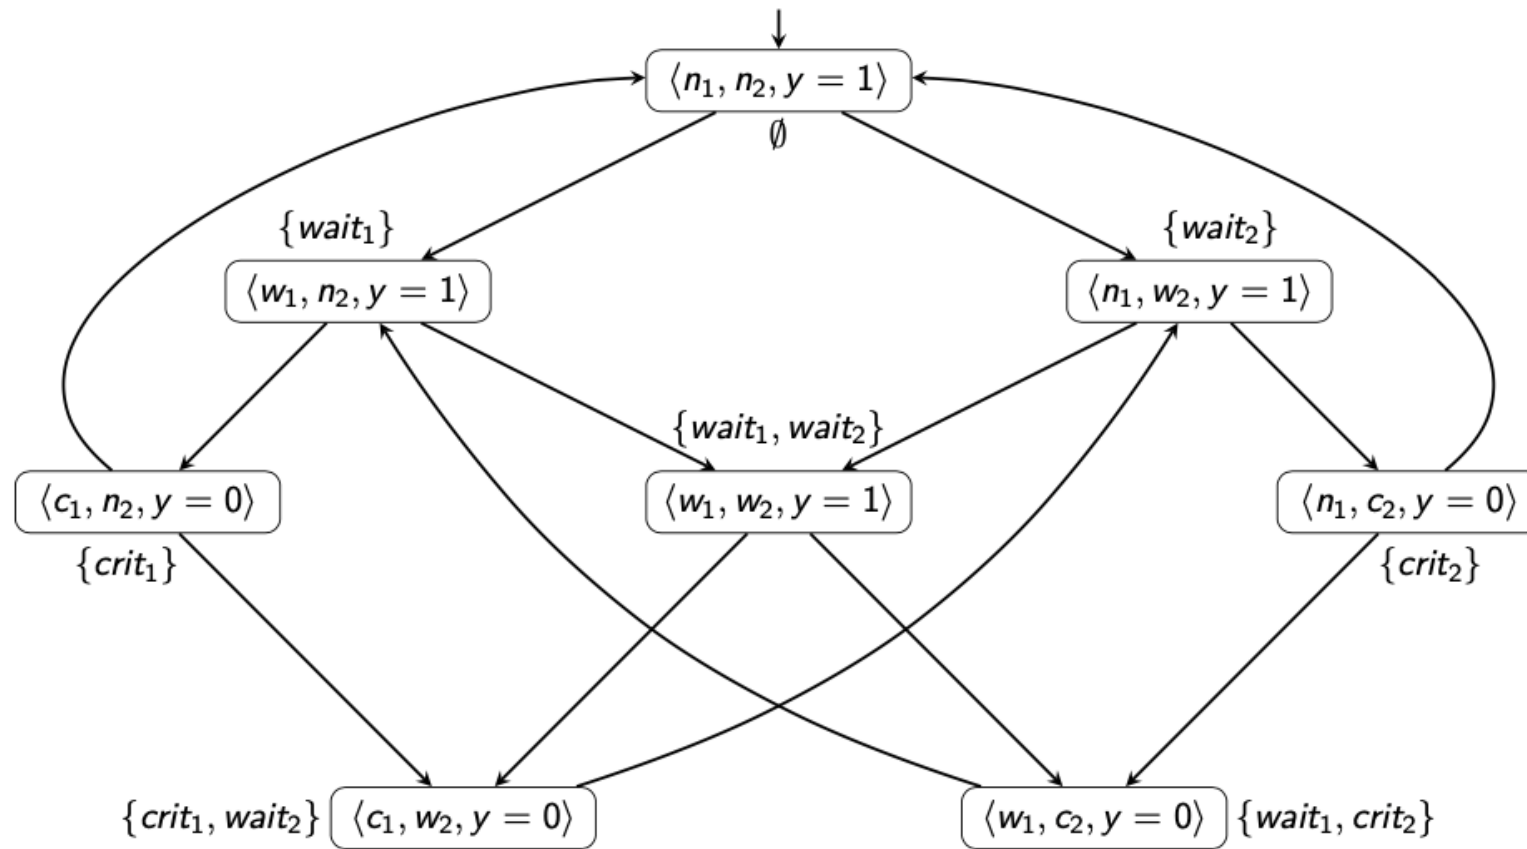 ⟨n₁, n₂, y = 1⟩
∅
{wait₁}
{wait₂}
⟨w₁, n₂, y = 1⟩
⟨n₁, w₂, y = 1⟩
{wait₁, wait₂}
⟨c₁, n₂, y = 0⟩
⟨w₁, w₂, y = 1⟩
⟨n₁, c₂, y = 0⟩
{crit₁}
{crit₂}
{crit₁, wait₂}
⟨c₁, w₂, y = 0⟩
⟨w₁, c₂, y = 0⟩
{wait₁, crit₂}